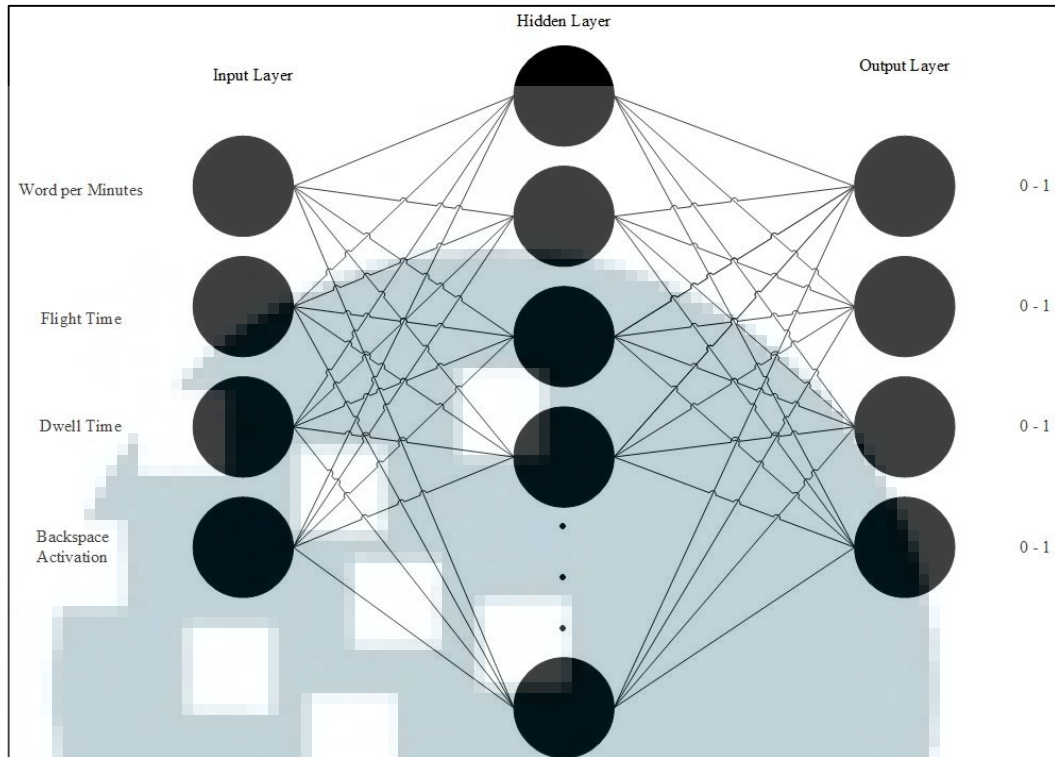 Hidden Layer
Input Layer
Output Layer
Word per Minutes
0 - 1
Flight Time
0 - 1
Dwell Time
0 - 1
Backspace
Activation
0 - 1